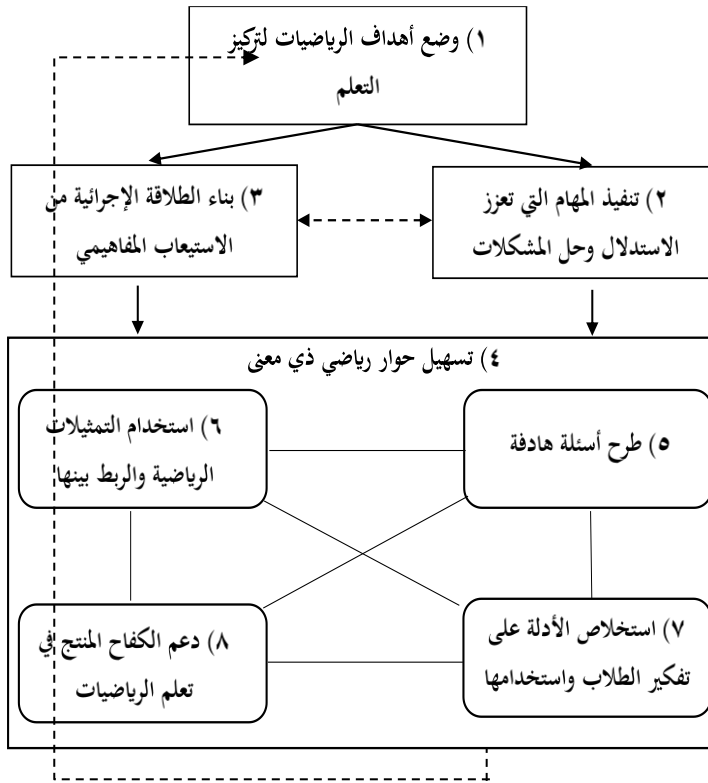 ١) وضع أهداف الرياضيات لتركيز
التعلم
٢) تنفيذ المهام التي تعزز
الاستدلال وحل المشكلات
٣) بناء الطلاقة الإجرائية من
الاستيعاب المفاهيمي
٤) تسهيل حوار رياضي ذي معنى
٥) طرح أسئلة هادفة
٦) استخدام التمثيلات
الرياضية والربط بينها
٧) استخلاص الأدلة على
تفكير الطلاب واستخدامها
٨) دعم الكفاح المنتج في
تعلم الرياضيات